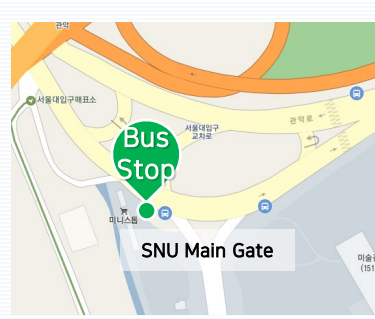 관악
서울대입구매표소
Bus
Stop
서울대입구
교차로
관악로
미니스톱
SNU Main Gate
미술관
(151